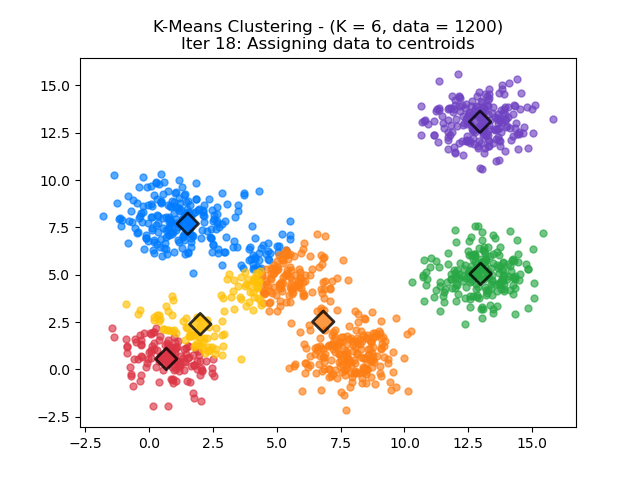 K-Means Clustering - (K = 6, data = 1200)
Iter 18: Assigning data to centroids
15.0
12.5
10.0
7.5
5.0
2.5
0.0
−2.5
−2.5 0.0 2.5 5.0 7.5 10.0 12.5 15.0